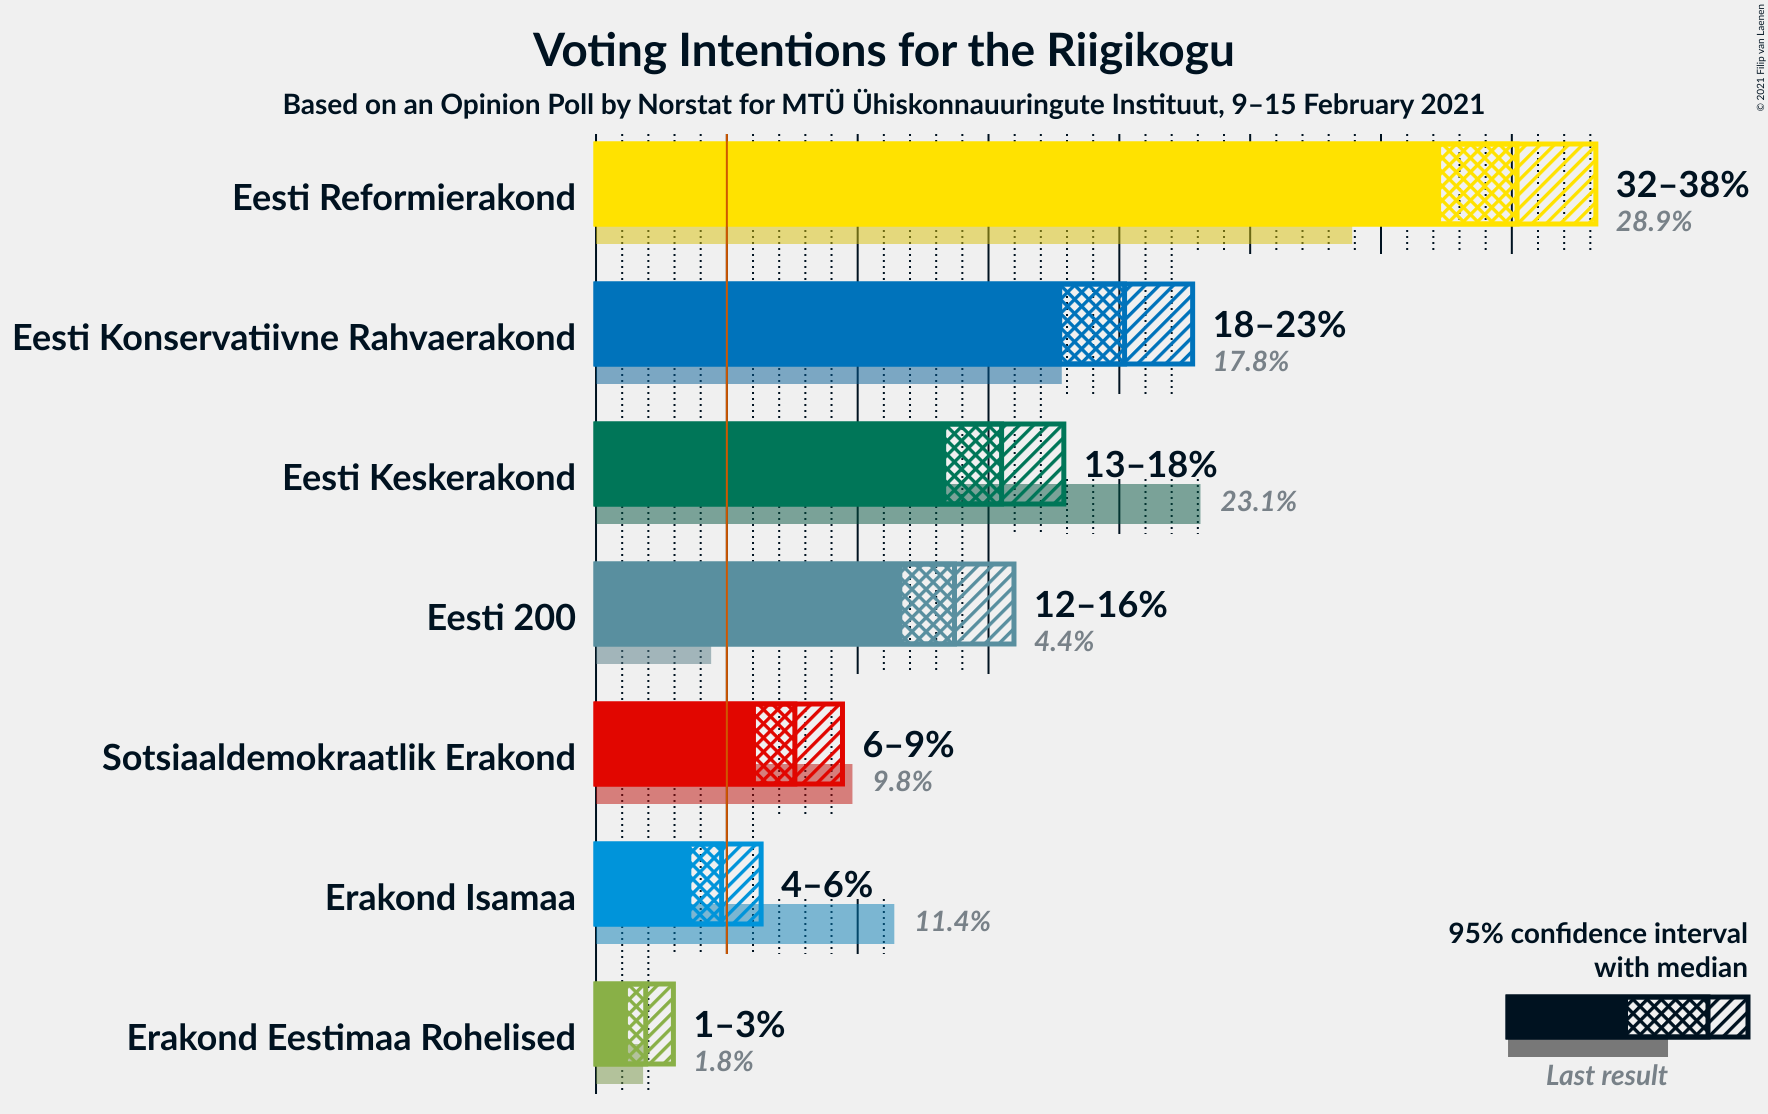 Voting Intentions for the Riigikogu
Based on an Opinion Poll by Norstat for MTÜ Ühiskonnauuringute Instituut, 9–15 February 2021
© 2021 Filip van Laenen
Eesti Reformierakond
32–38%
28.9%
Eesti Konservatiivne Rahvaerakond
18–23%
17.8%
Eesti Keskerakond
13–18%
23.1%
Eesti 200
12–16%
4.4%
Sotsiaaldemokraatlik Erakond
6–9%
9.8%
Erakond Isamaa
4–6%
11.4%
Erakond Eestimaa Rohelised
1–3%
1.8%
95% confidence interval
with median
Last result